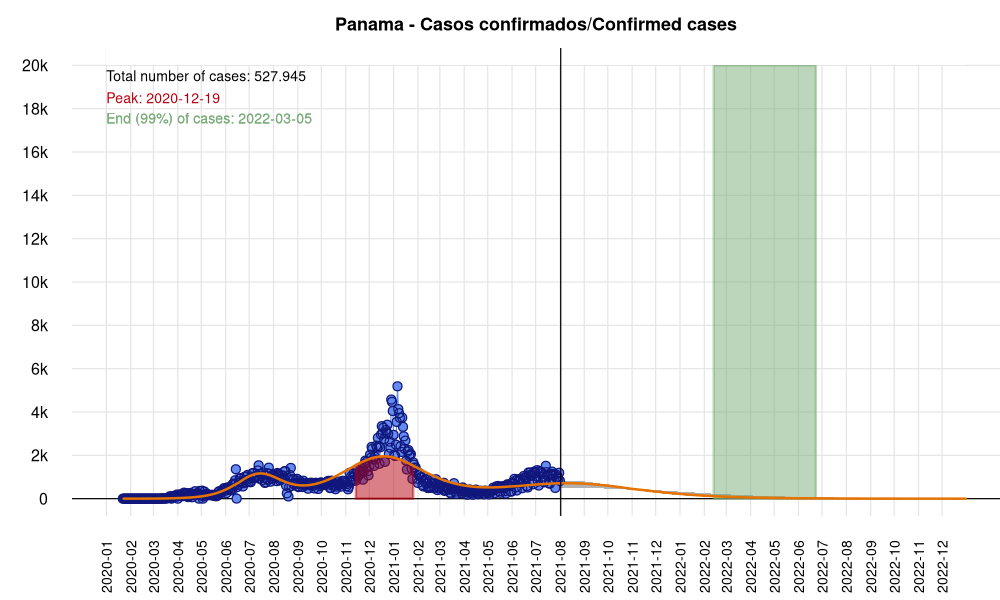 Panama - Casos confirmados/Confirmed cases
Total number of cases: 527.945
Peak: 2020-12-19
End (99%) of cases: 2022-03-05
20k
18k
16k
14k
12k
10k
8k
6k
4k
2k
0
2020-01
2020-02
2020-03
2020-04
2020-05
2020-06
2020-07
2020-08
2020-09
2020-10
2020-11
2020-12
2021-01
2021-02
2021-03
2021-04
2021-05
2021-06
2021-07
2021-08
2021-09
2021-10
2021-11
2021-12
2022-01
2022-02
2022-03
2022-04
2022-05
2022-06
2022-07
2022-08
2022-09
2022-10
2022-11
2022-12